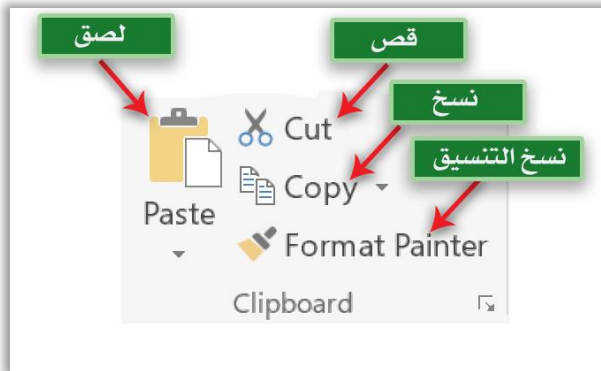 لصق
قص
Cut
نسخ
Copy
نسخ التنسيق
Paste
Format Painter
Clipboard